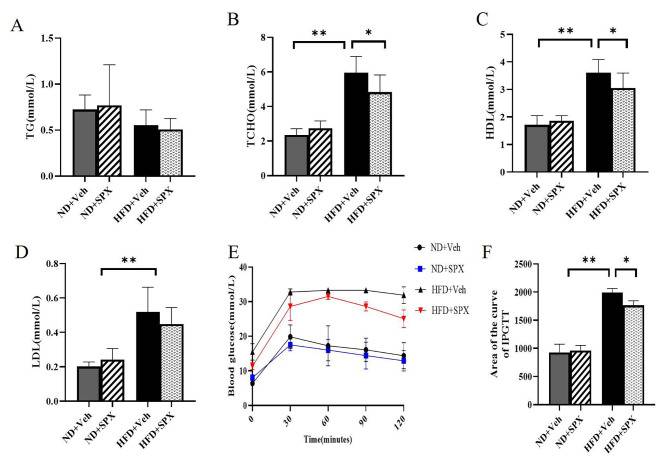 A
TG(mmol/L)
1.5
1.0
0.5
0.0
ND+Veh
ND+SPX
HFD+Veh
HFD+SPX
B
TCHO(mmol/L)
8
6
4
2
0
**
*
ND+Veh
ND+SPX
HFD+Veh
HFD+SPX
C
HDL(mmol/L)
5
4
3
2
1
0
**
*
ND+Veh
ND+SPX
HFD+Veh
HFD+SPX
D
LDL(mmol/L)
0.8
0.6
0.4
0.2
0.0
**
ND+Veh
ND+SPX
HFD+Veh
HFD+SPX
E
Blood glucose(mmol/L)
40
30
20
10
0
0
30
60
90
120
Time(minutes)
ND+Veh
ND+SPX
HFD+Veh
HFD+SPX
F
Area of the curve
of IPGTT
2500
2000
1500
1000
500
0
**
*
ND+Veh
ND+SPX
HFD+Veh
HFD+SPX